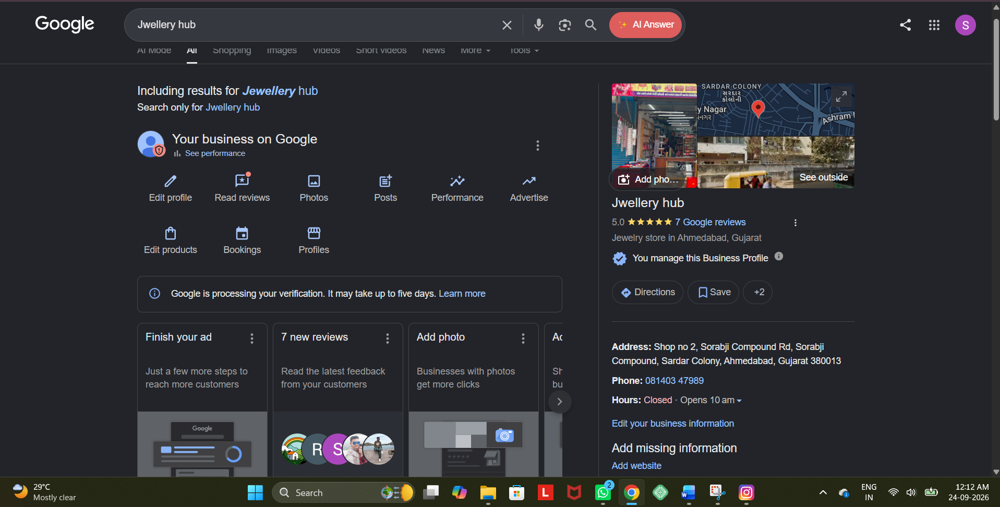 Google
Jwellery hub
AI Answer
S
AI Mode
All
Shopping
Images
Videos
Short videos
News
More
Tools
Including results for Jewellery hub
Search only for Jwellery hub
Your business on Google
See performance
Edit profile
Read reviews
Photos
Posts
Performance
Advertise
Edit products
Bookings
Profiles
Google is processing your verification. It may take up to five days. Learn more
Finish your ad
Just a few more steps to
reach more customers
Google
7 new reviews
Read the latest feedback
from your customers
R
S
Add photo
Businesses with photos
get more clicks
Ac
Sh
bu
SARDAR COLONY
સરદાર
કોલોની
y Nagar
નગર
Ashram
Add pho...
See outside
Jwellery hub
5.0
7 Google reviews
Jewelry store in Ahmedabad, Gujarat
You manage this Business Profile
Directions
Save
+2
Address: Shop no 2, Sorabji Compound Rd, Sorabji
Compound, Sardar Colony, Ahmedabad, Gujarat 380013
Phone: 081403 47989
Hours: Closed · Opens 10 am
Edit your business information
Add missing information
Add website
29°C
Mostly clear
Search
L
2
W
ENG
IN
12:12 AM
24-09-2026